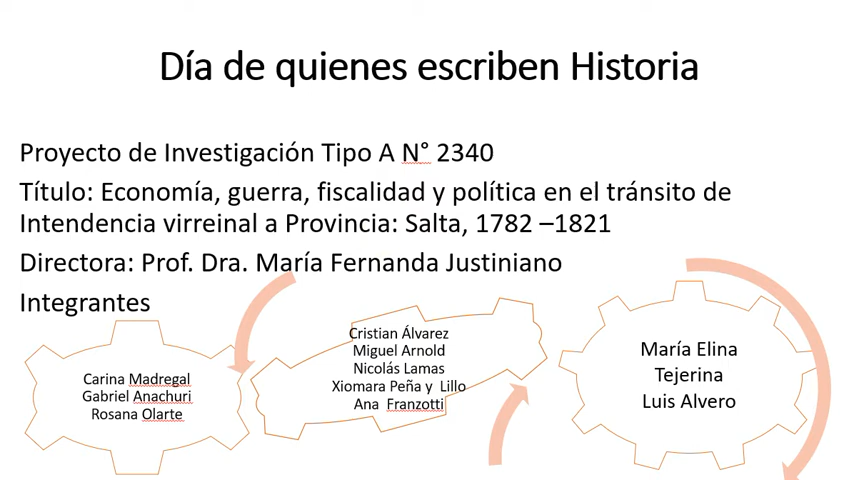 Día de quienes escriben Historia
Proyecto de Investigación Tipo A N° 2340
Título: Economía, guerra, fiscalidad y política en el tránsito de
Intendencia virreinal a Provincia: Salta, 1782 –1821
Directora: Prof. Dra. María Fernanda Justiniano
Integrantes
Carina Madregal
Gabriel Anachuri
Rosana Olarte
Cristian Álvarez
Miguel Arnold
Nicolás Lamas
Xiomara Peña y Lillo
Ana Franzotti
María Elina
Tejerina
Luis Alvero